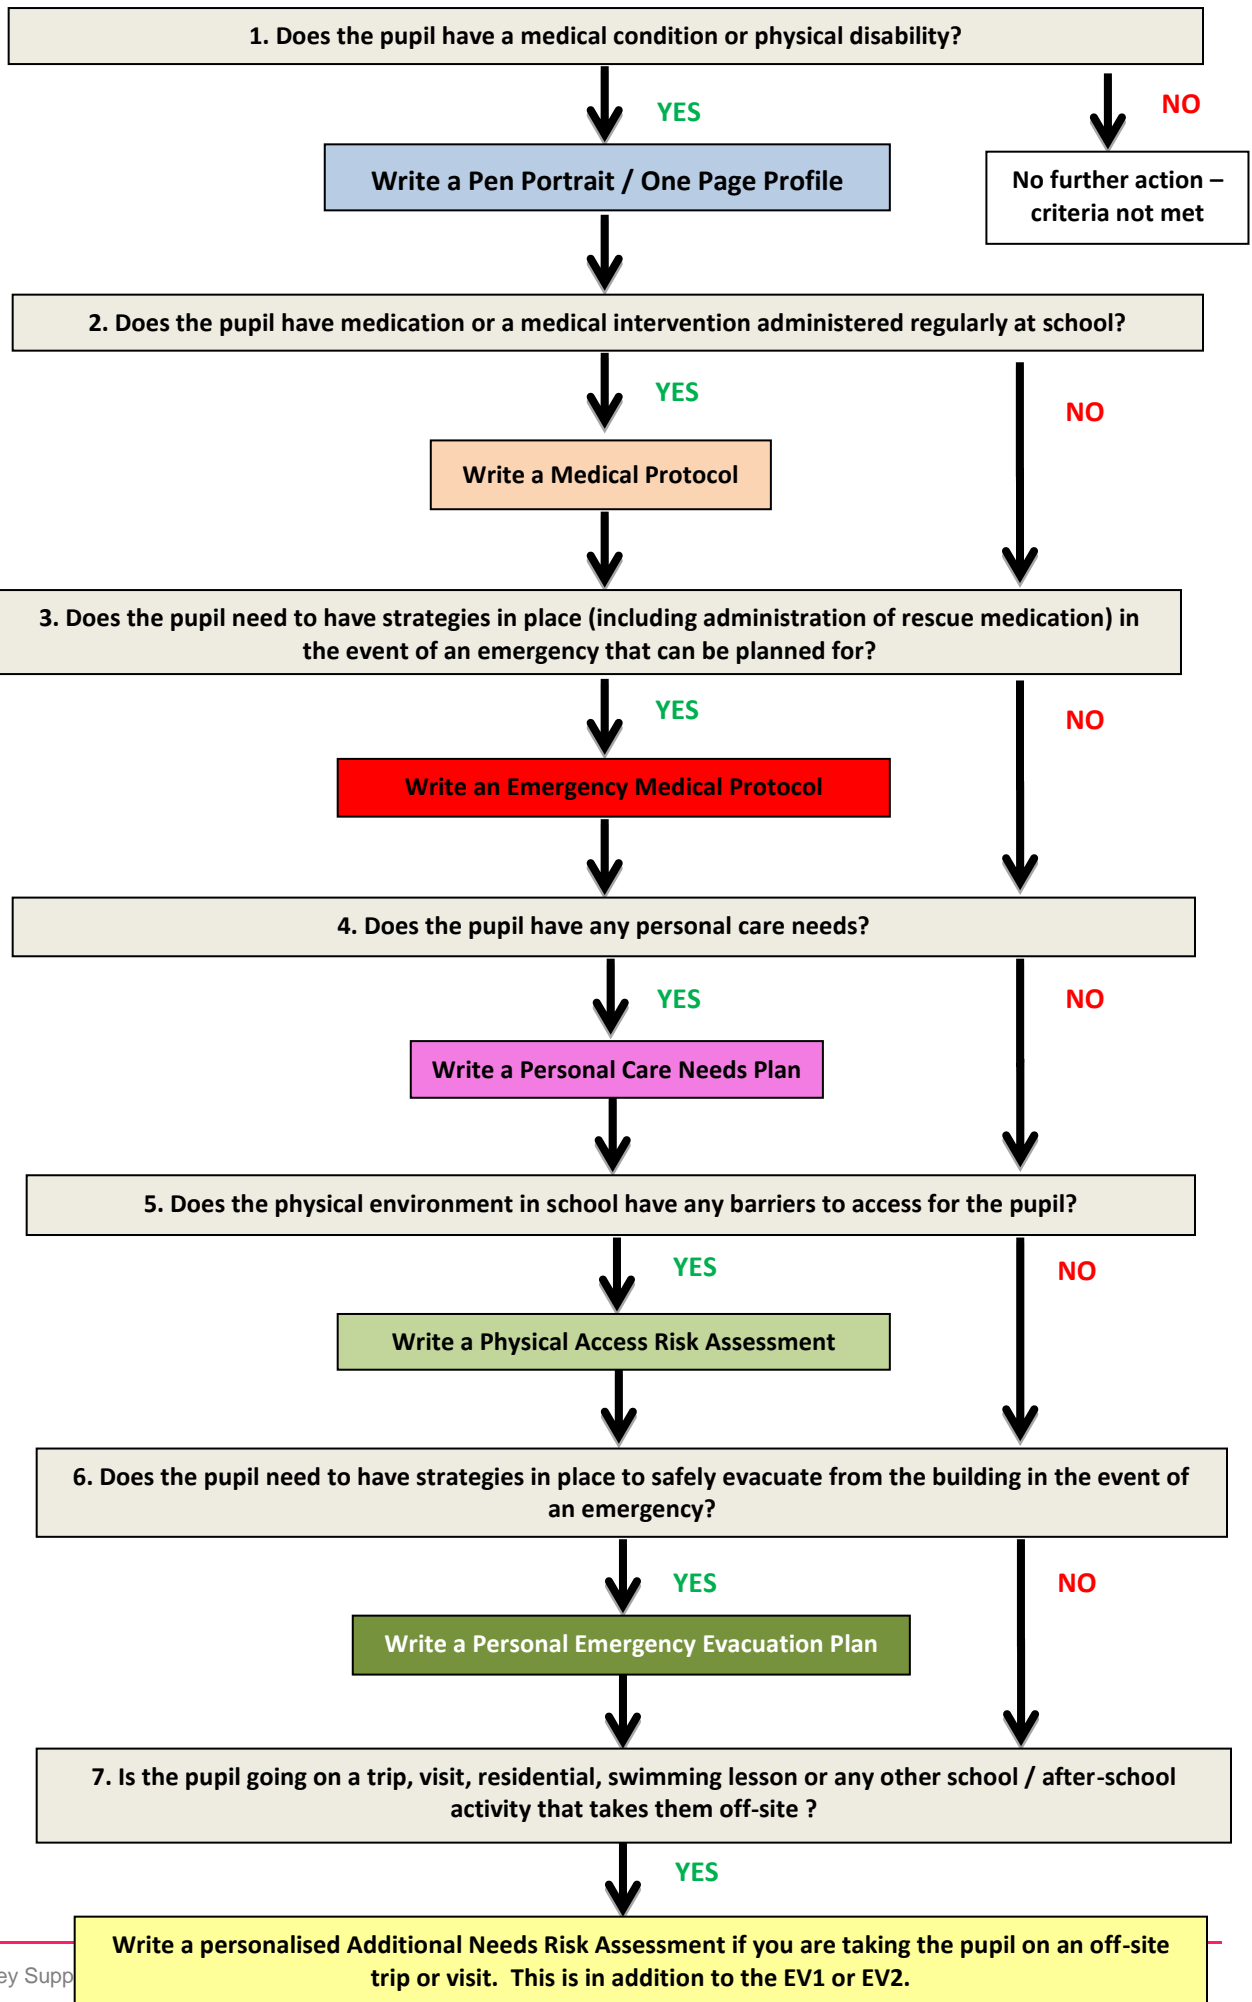 1. Does the pupil have a medical condition or physical disability?
YES
NO
Write a Pen Portrait / One Page Profile
No further action –
criteria not met
2. Does the pupil have medication or a medical intervention administered regularly at school?
YES
NO
Write a Medical Protocol
3. Does the pupil need to have strategies in place (including administration of rescue medication) in
the event of an emergency that can be planned for?
YES
NO
Write an Emergency Medical Protocol
4. Does the pupil have any personal care needs?
YES
NO
Write a Personal Care Needs Plan
5. Does the physical environment in school have any barriers to access for the pupil?
YES
NO
Write a Physical Access Risk Assessment
6. Does the pupil need to have strategies in place to safely evacuate from the building in the event of
an emergency?
YES
NO
Write a Personal Emergency Evacuation Plan
7. Is the pupil going on a trip, visit, residential, swimming lesson or any other school / after-school
activity that takes them off-site ?
YES
Write a personalised Additional Needs Risk Assessment if you are taking the pupil on an off-site
trip or visit.  This is in addition to the EV1 or EV2.